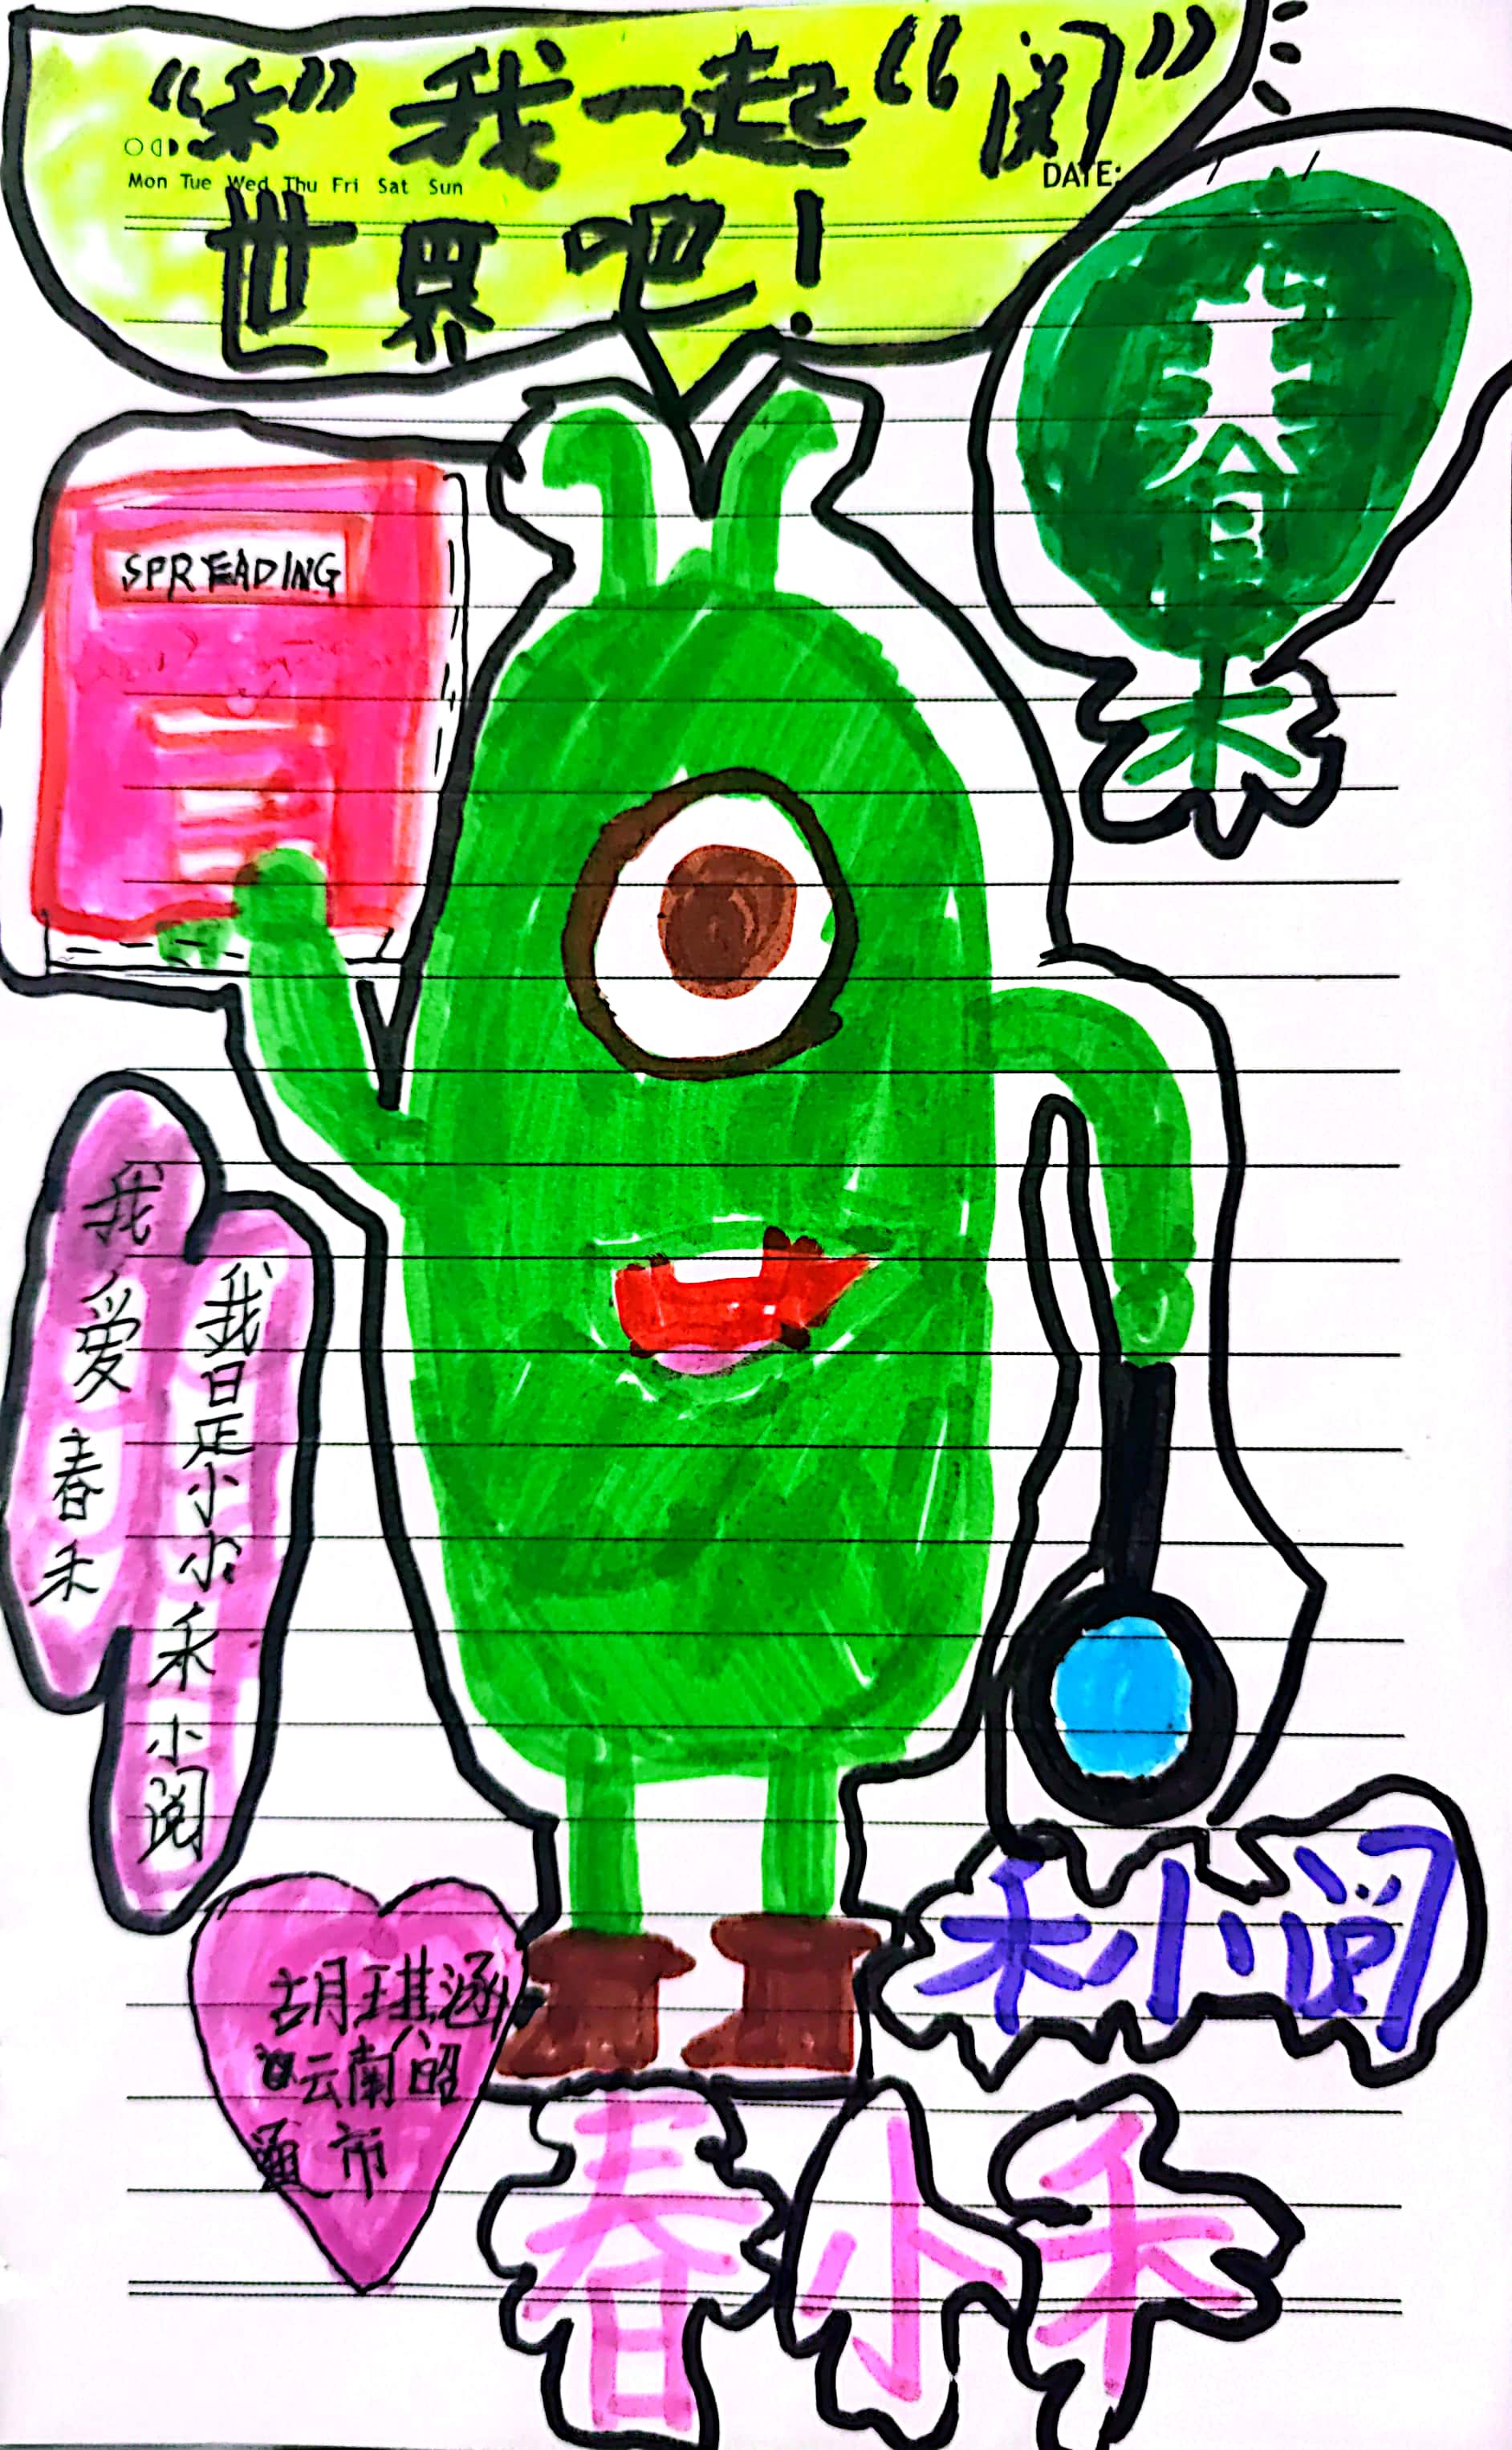 “禾”我一起“阅”
世界吧！
Mon Tue Wed Thu Fri Sat Sun
DATE:
春
禾
SPREADING
我爱春禾
我是小小禾小阅
禾小阅
胡琪涵
云南昭
通市
春小禾